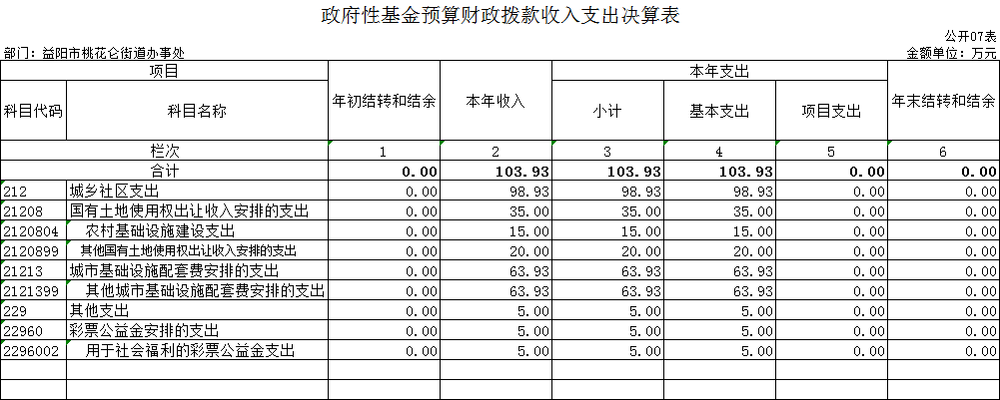 政府性基金预算财政拨款收入支出决算表
公开07表
部门：益阳市桃花仑街道办事处 金额单位：万元
项目 年初结转和结余 本年收入 本年支出 年末结转和结余
科目代码 科目名称 小计 基本支出 项目支出
栏次 1 2 3 4 5 6
合计 0.00 103.93 103.93 103.93 0.00 0.00
212 城乡社区支出 0.00 98.93 98.93 98.93 0.00 0.00
21208 国有土地使用权出让收入安排的支出 0.00 35.00 35.00 35.00 0.00 0.00
2120804 农村基础设施建设支出 0.00 15.00 15.00 15.00 0.00 0.00
2120899 其他国有土地使用权出让收入安排的支出 0.00 20.00 20.00 20.00 0.00 0.00
21213 城市基础设施配套费安排的支出 0.00 63.93 63.93 63.93 0.00 0.00
2121399 其他城市基础设施配套费安排的支出 0.00 63.93 63.93 63.93 0.00 0.00
229 其他支出 0.00 5.00 5.00 5.00 0.00 0.00
22960 彩票公益金安排的支出 0.00 5.00 5.00 5.00 0.00 0.00
2296002 用于社会福利的彩票公益金支出 0.00 5.00 5.00 5.00 0.00 0.00